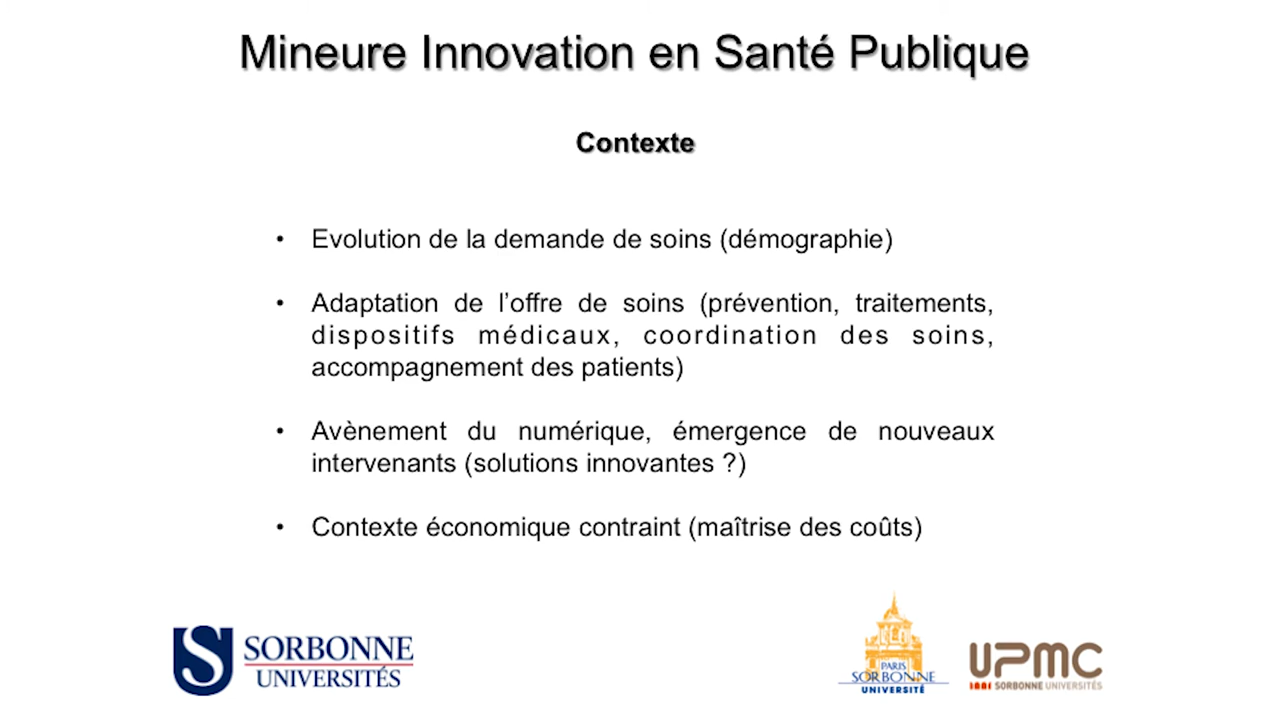 Mineure Innovation en Santé Publique
Contexte
• Evolution de la demande de soins (démographie)
• Adaptation de l’offre de soins (prévention, traitements,
dispositifs médicaux, coordination des soins,
accompagnement des patients)
• Avènement du numérique, émergence de nouveaux
intervenants (solutions innovantes ?)
• Contexte économique contraint (maîtrise des coûts)
S SORBONNE
UNIVERSITÉS
PARIS
SORBONNE
UNIVERSITÉ
UPMC
SORBONNE UNIVERSITÉS